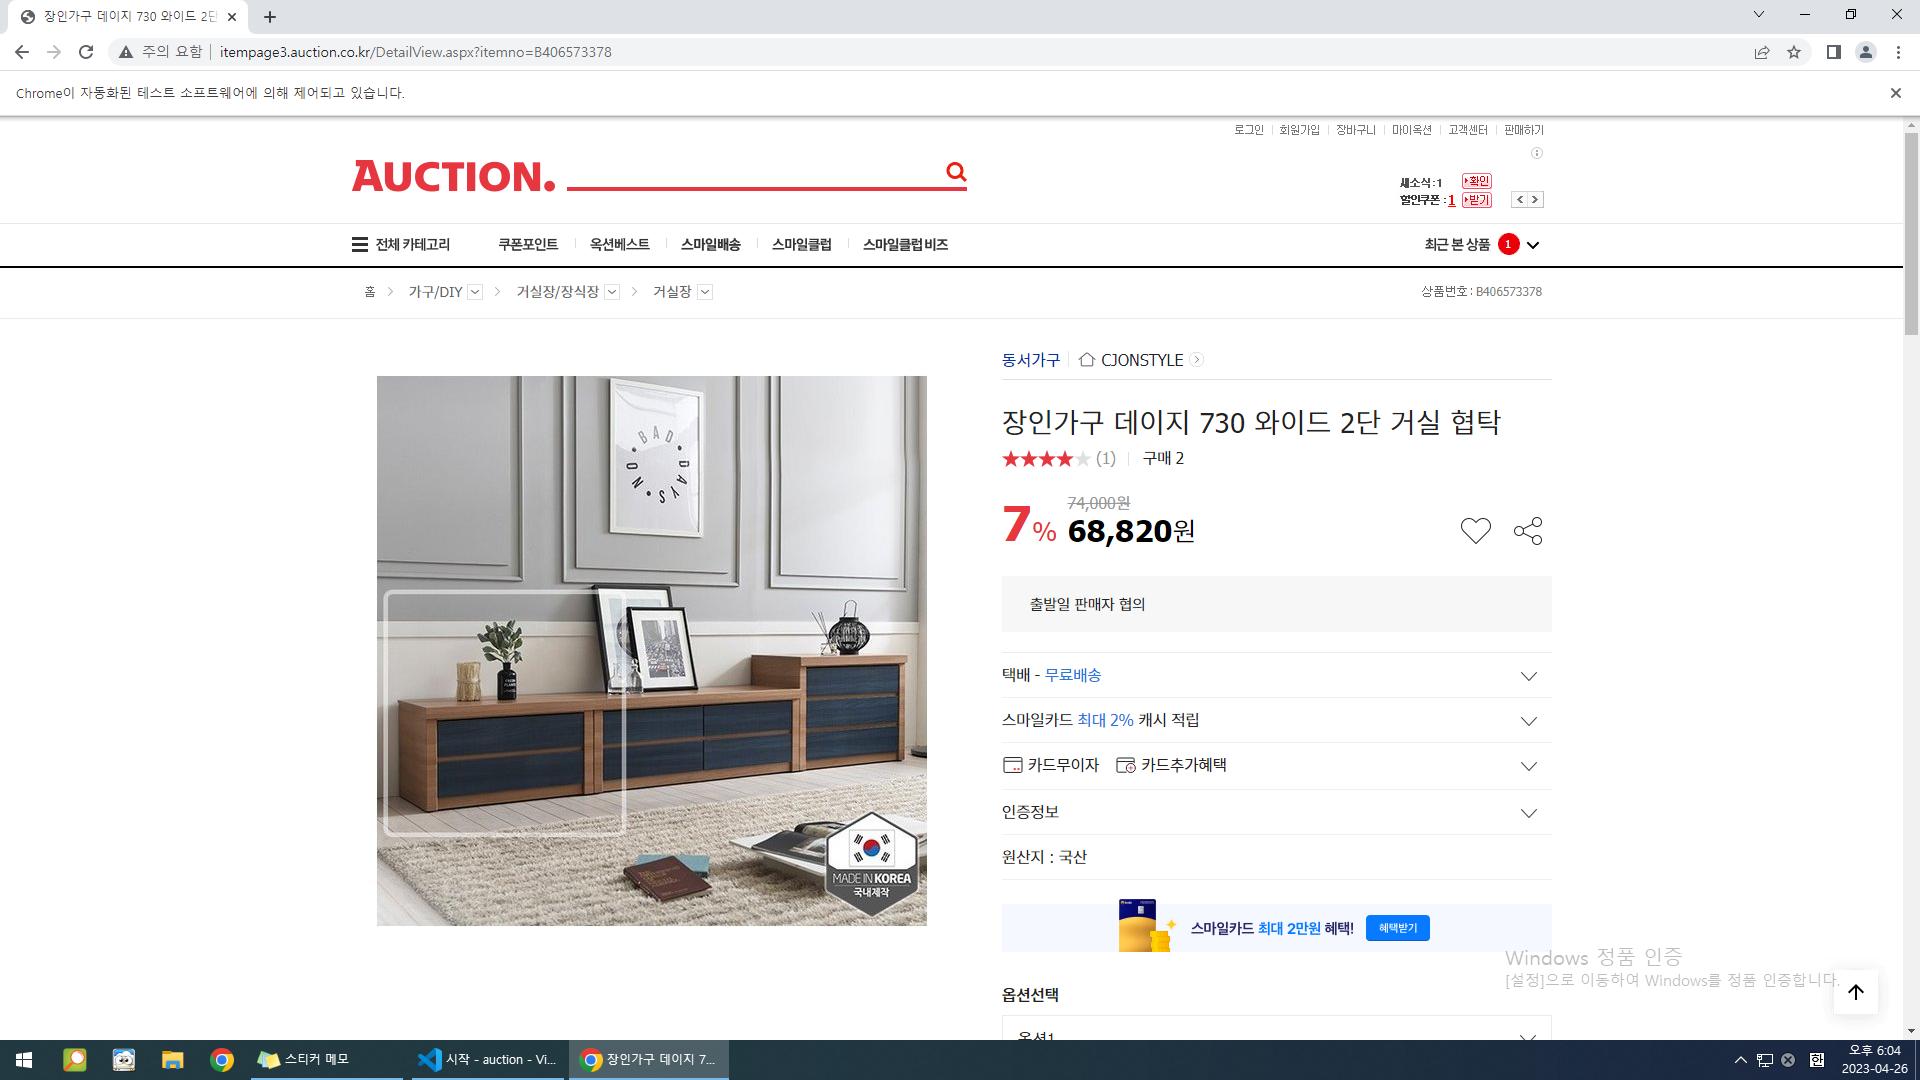 장인가구 데이지 730 와이드 2단
주의 요함 | itempage3.auction.co.kr/DetailView.aspx?itemno=B406573378
Chrome이 자동화된 테스트 소프트웨어에 의해 제어되고 있습니다.
로그인 회원가입 장바구니 마이옥션 고객센터 판매하기
AUCTION.
새소식 : 1 확인
할인쿠폰 : 1 받기
전체 카테고리 쿠폰포인트 옥션베스트 스마일배송 스마일클럽 스마일클럽 비즈 최근 본 상품 1
홈 > 가구/DIY > 거실장/장식장 > 거실장 상품번호 : B406573378
동서가구 CJONSTYLE
장인가구 데이지 730 와이드 2단 거실 협탁
(1) 구매 2
7% 74,000원
68,820원
출발일 판매자 협의
택배 - 무료배송
스마일카드 최대 2% 캐시 적립
카드무이자 카드추가혜택
인증정보
원산지 : 국산
BAD DAYS NO
MADE IN KOREA
국내제작
스마일카드 최대 2만원 혜택! 혜택받기
Windows 정품 인증
[설정]으로 이동하여 Windows를 정품 인증합니다.
옵션선택
옵션1
스티커 메모
시작 - auction - Vi...
장인가구 데이지 7...
한
오후 6:04
2023-04-26